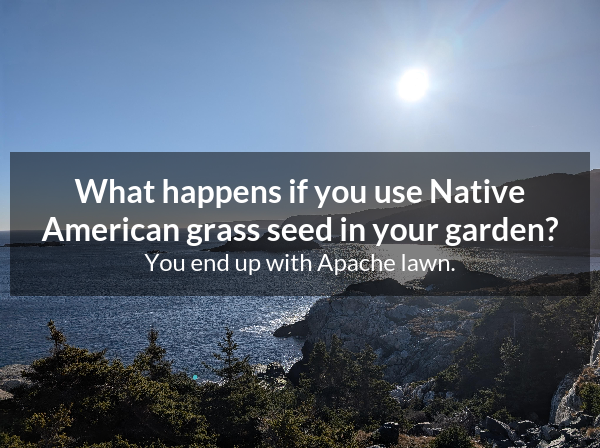 What happens if you use Native
American grass seed in your garden?
You end up with Apache lawn.